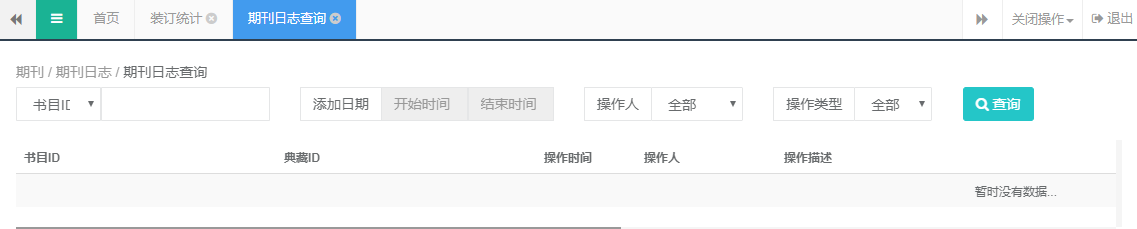 首页 装订统计 期刊日志查询 关闭操作 退出
期刊 / 期刊日志 / 期刊日志查询
书目ID 添加日期 开始时间 结束时间 操作人 全部 操作类型 全部 查询
书目ID 典藏ID 操作时间 操作人 操作描述
暂时没有数据...